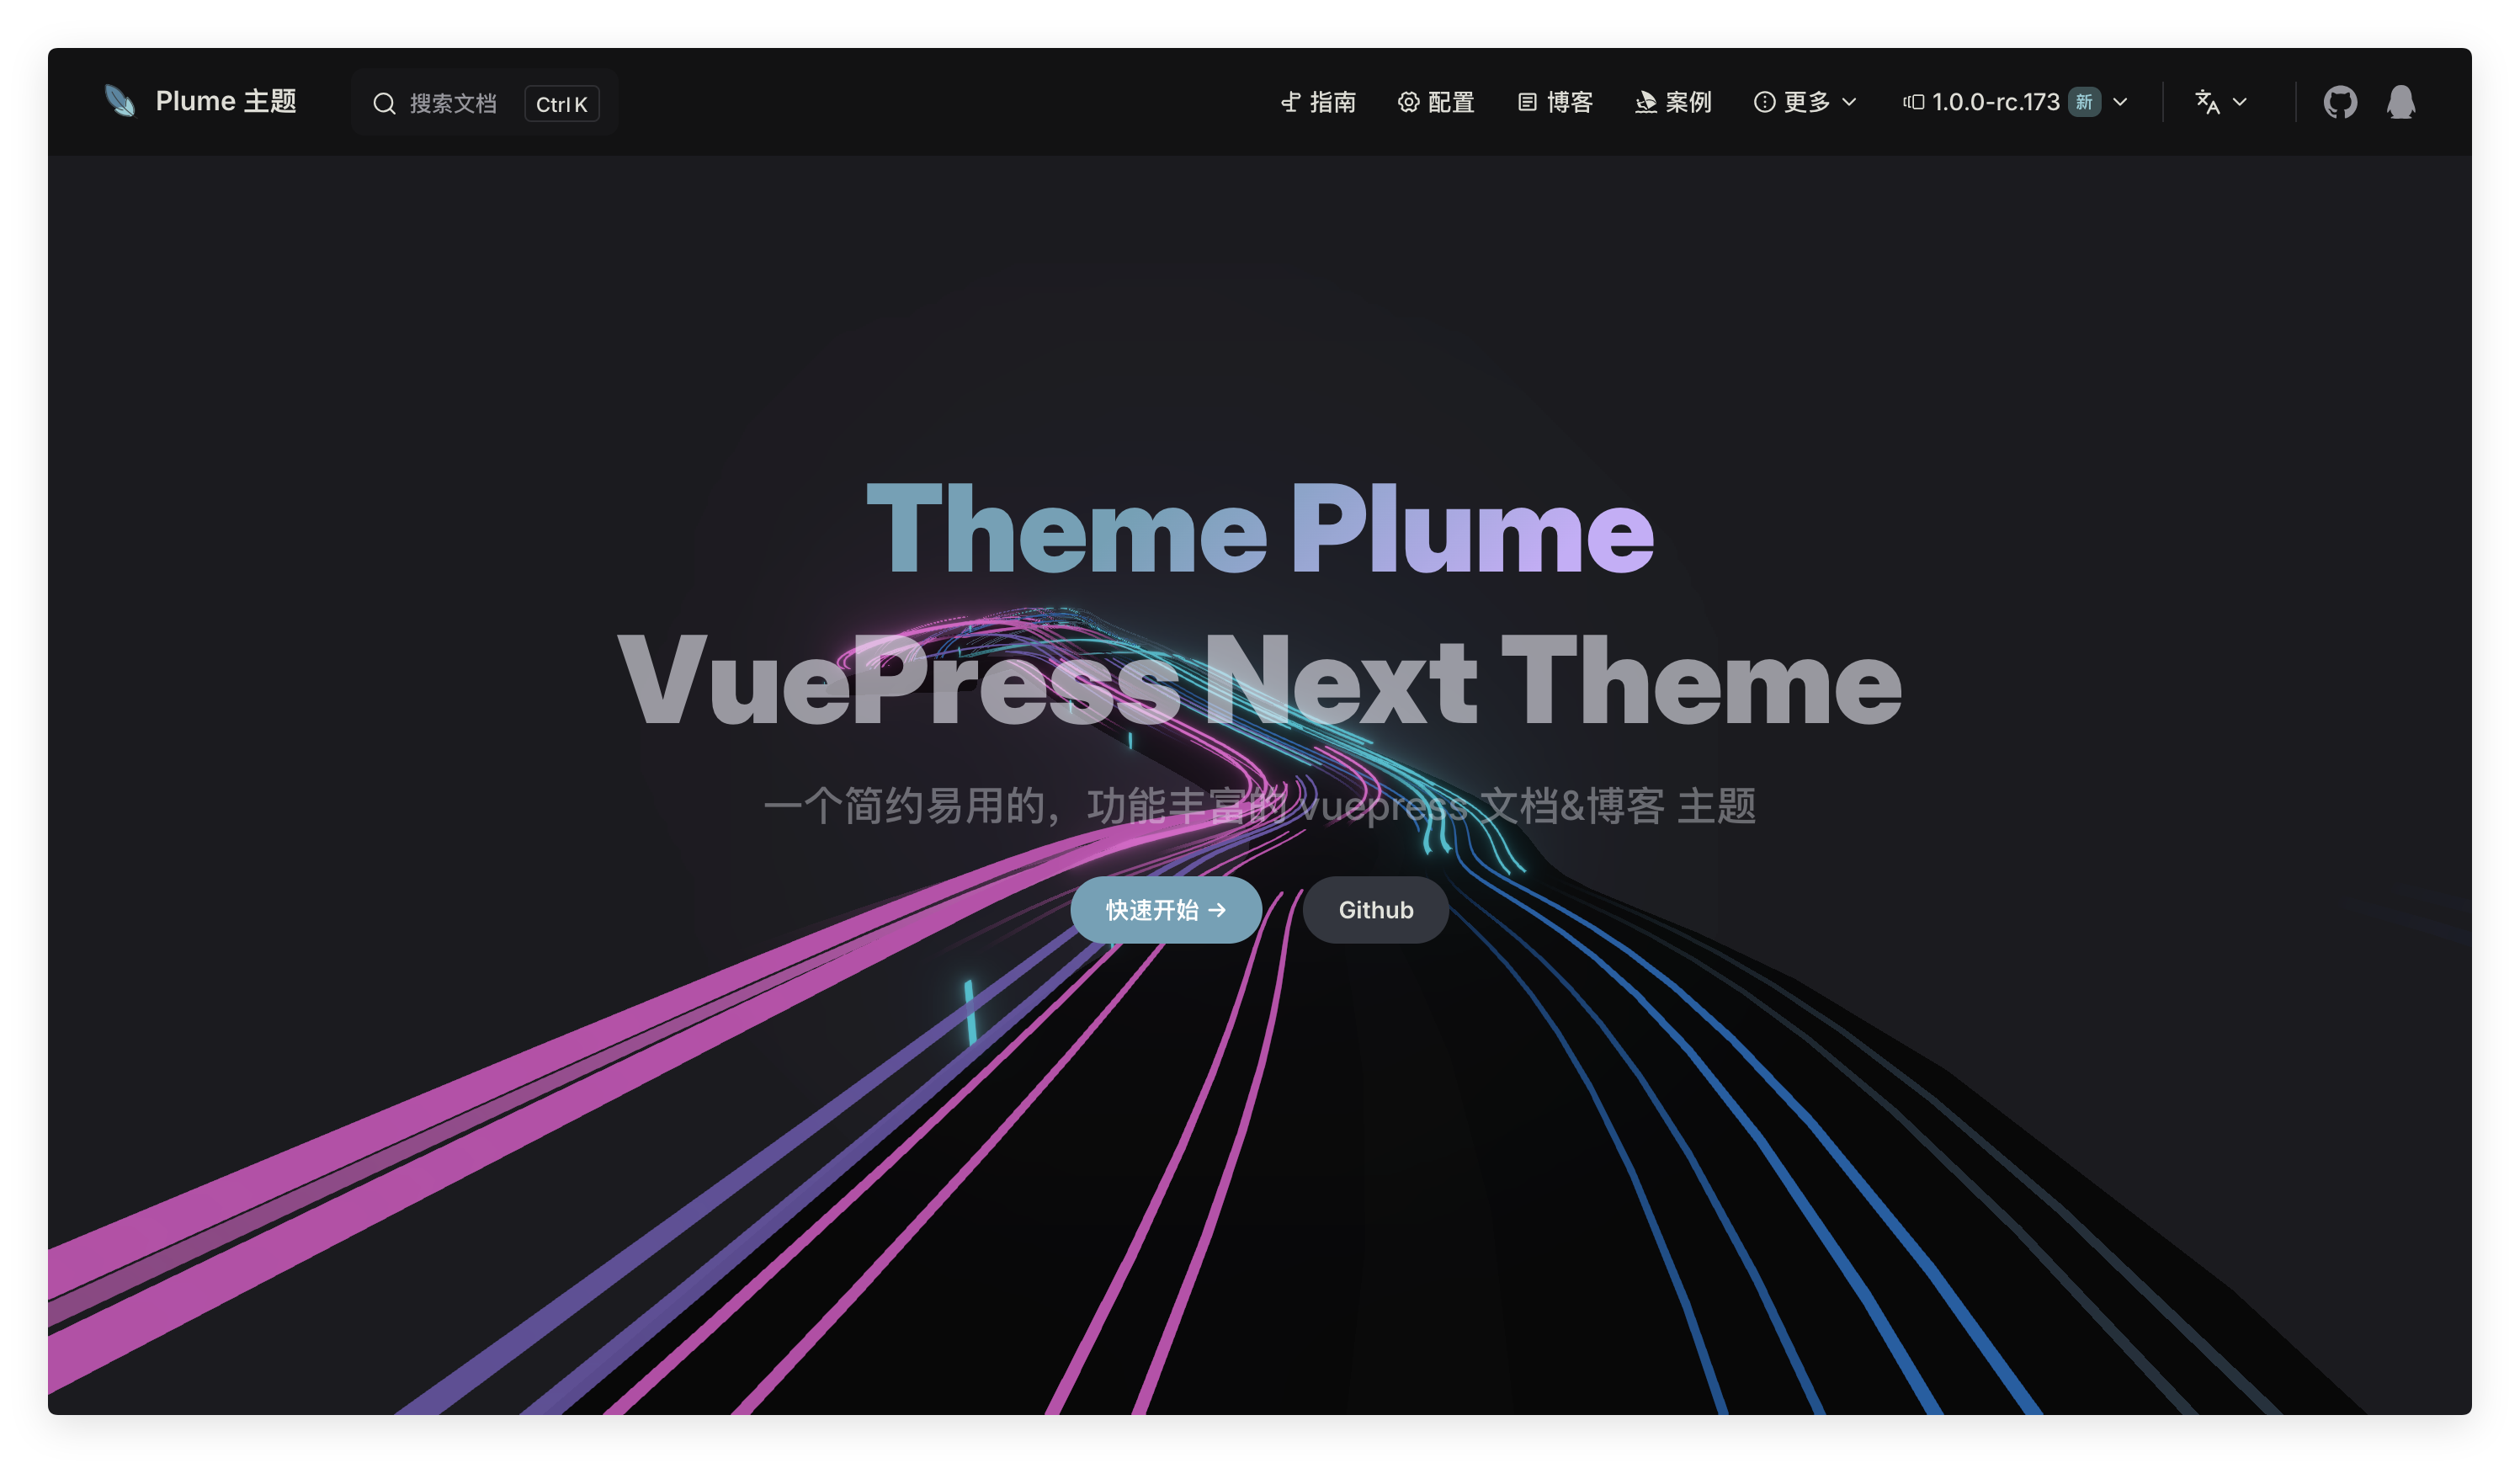 Plume 主题 搜索文档 Ctrl K 指南 配置 博客 案例 更多 1.0.0-rc.173 新
Theme Plume
VuePress Next Theme
一个简约易用的，功能丰富的 vuepress 文档&博客 主题
快速开始 → Github